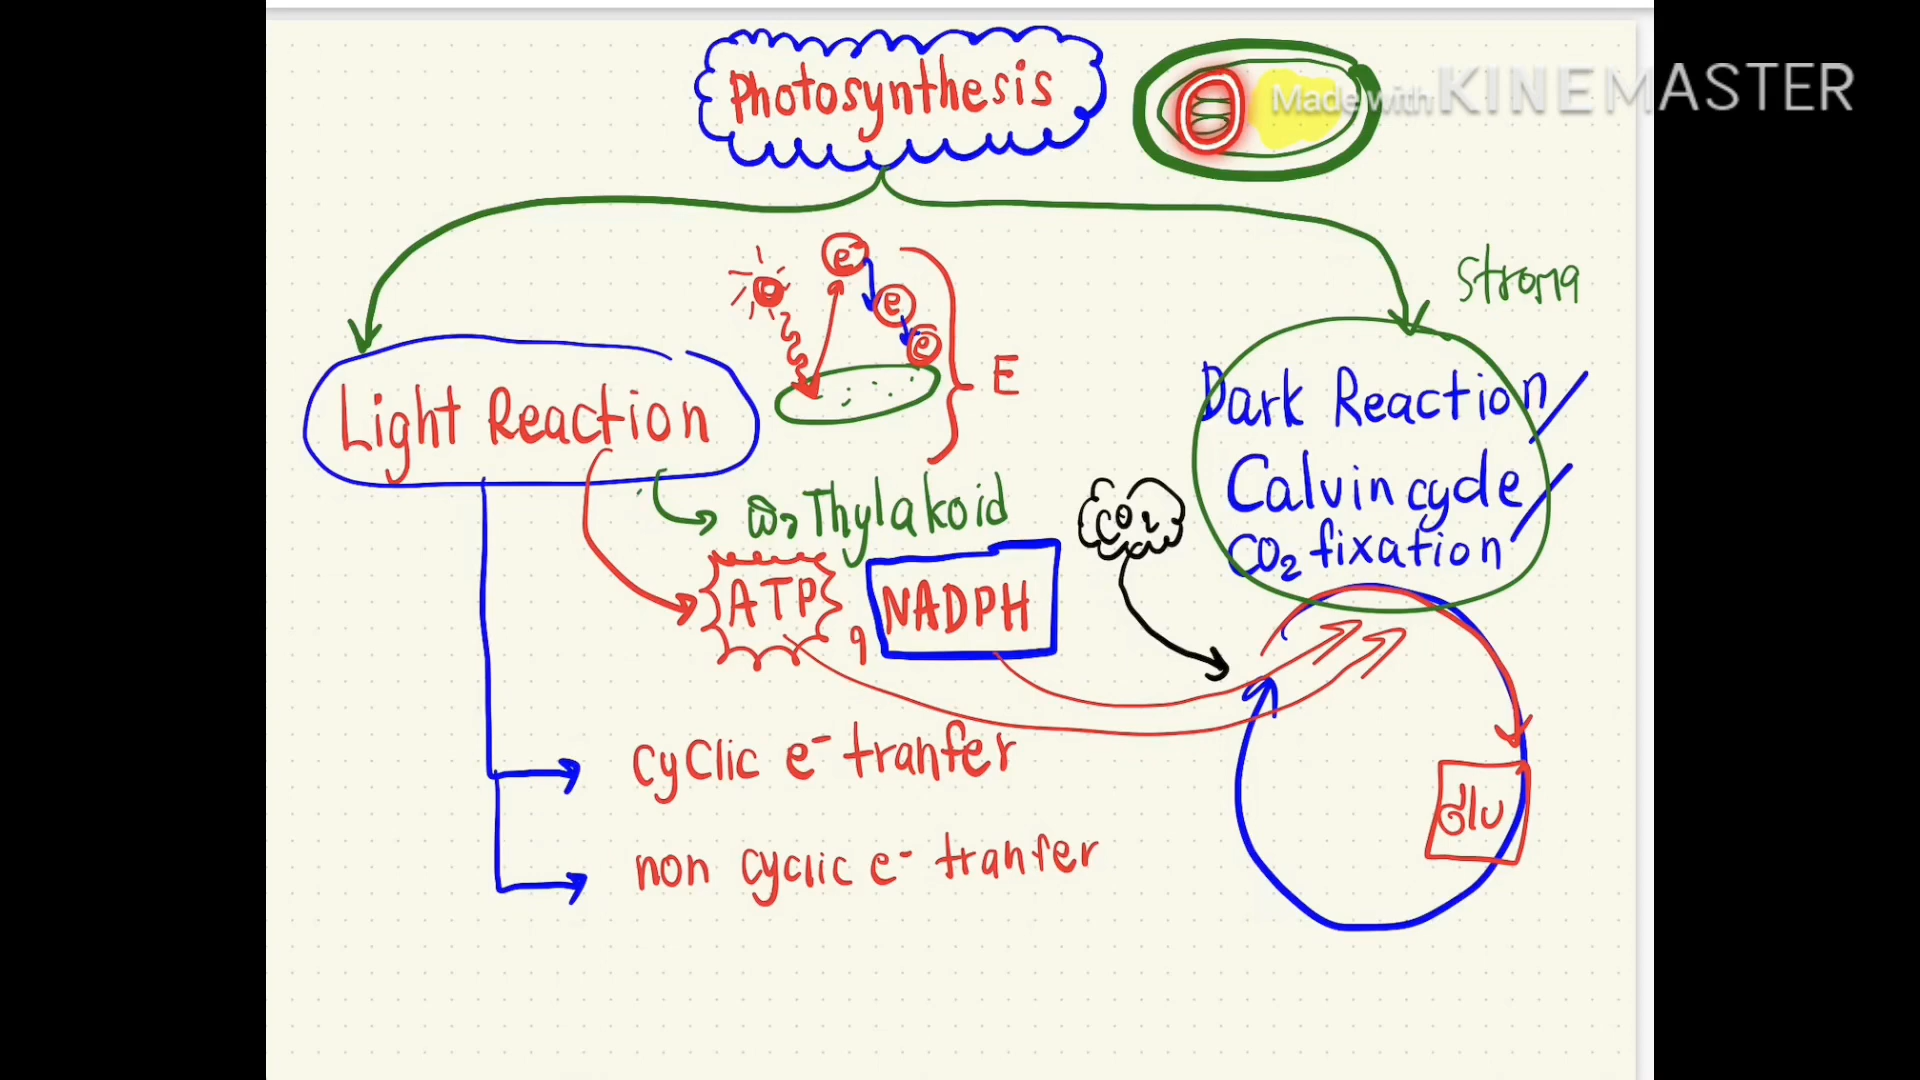 Photosynthesis
Made with KINEMASTER
Stroma
e⁻
e
e
E
Light Reaction
Dark Reaction/
Calvin cycle/
CO₂ fixation
Thylakoid
CO₂
ATP,
NADPH
cyclic e⁻ tranfer
non cyclic e⁻ tranfer
Glu